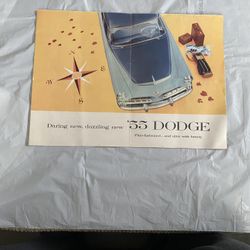 N
E
S
W
Daring new, dazzling new '55 DODGE
Flair-fashioned... and alive with beauty